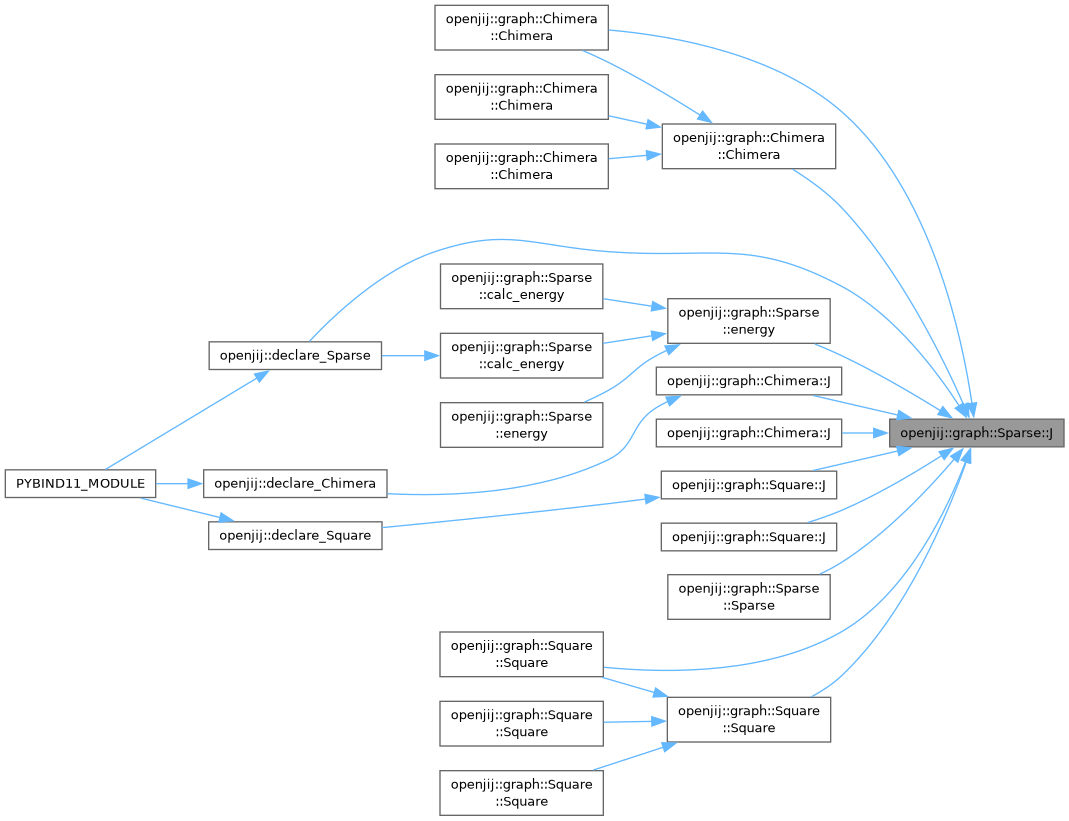 openjij::graph::Chimera
::Chimera
openjij::graph::Chimera
::Chimera
openjij::graph::Chimera
::Chimera
openjij::graph::Chimera
::Chimera
openjij::graph::Sparse
::calc_energy
openjij::graph::Sparse
::energy
openjij::declare_Sparse
openjij::graph::Sparse
::calc_energy
openjij::graph::Chimera::J
openjij::graph::Sparse
::energy
openjij::graph::Chimera::J
openjij::graph::Sparse::J
PYBIND11_MODULE
openjij::declare_Chimera
openjij::graph::Square::J
openjij::declare_Square
openjij::graph::Square::J
openjij::graph::Sparse
::Sparse
openjij::graph::Square
::Square
openjij::graph::Square
::Square
openjij::graph::Square
::Square
openjij::graph::Square
::Square